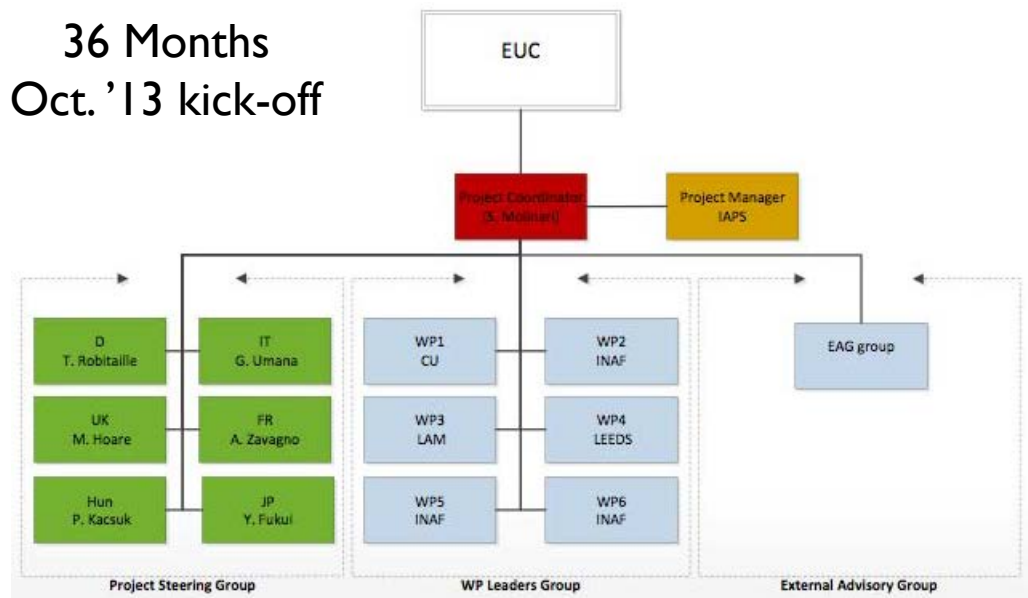 36 Months
Oct. ’13 kick-off
EUC
Project Coordinator
(S. Molinari)
Project Manager
IAPS
D
T. Robitaille
IT
G. Umana
WP1
CU
WP2
INAF
EAG group
UK
M. Hoare
FR
A. Zavagno
WP3
LAM
WP4
LEEDS
Hun
P. Kacsuk
JP
Y. Fukui
WP5
INAF
WP6
INAF
Project Steering Group
WP Leaders Group
External Advisory Group